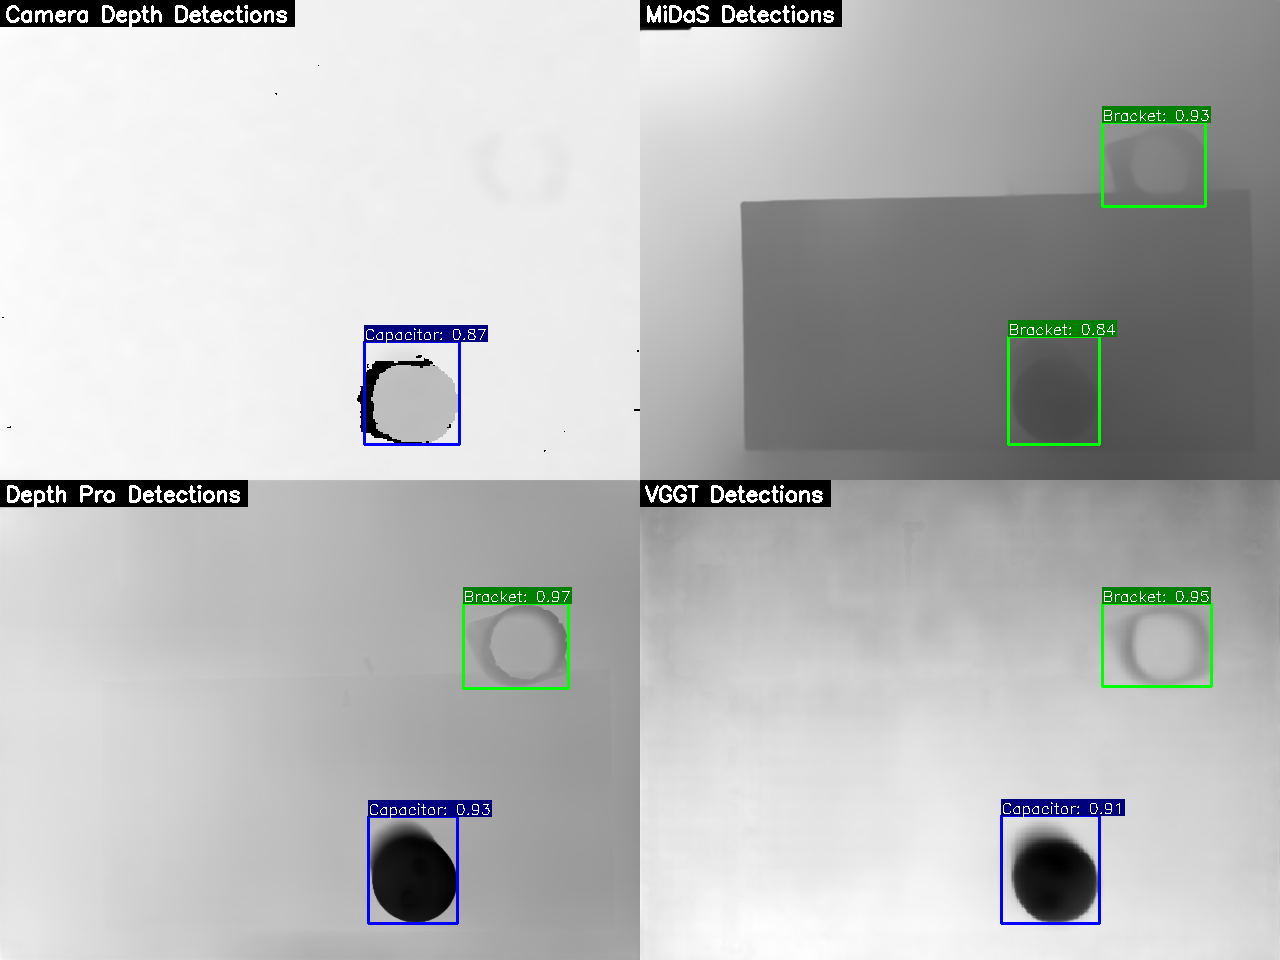 Camera Depth Detections
MiDaS Detections
Bracket: 0.93
Capacitor: 0.87
Bracket: 0.84
Depth Pro Detections
VGGT Detections
Bracket: 0.97
Bracket: 0.95
Capacitor: 0.93
Capacitor: 0.91